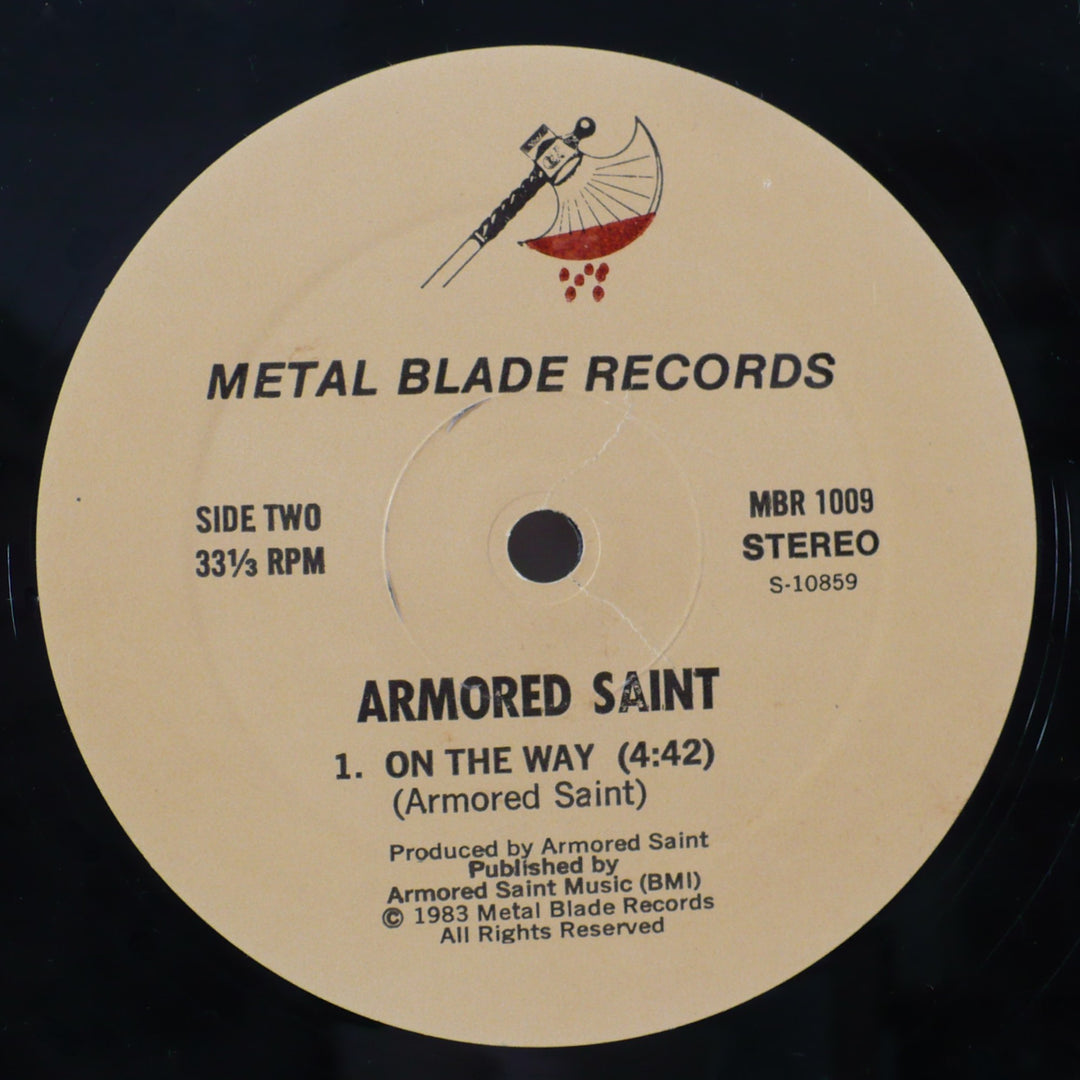 METAL BLADE RECORDS
SIDE TWO
33⅓ RPM
MBR 1009
STEREO
S-10859
ARMORED SAINT
1. ON THE WAY (4:42)
(Armored Saint)
Produced by Armored Saint
Published by
Armored Saint Music (BMI)
© 1983 Metal Blade Records
All Rights Reserved